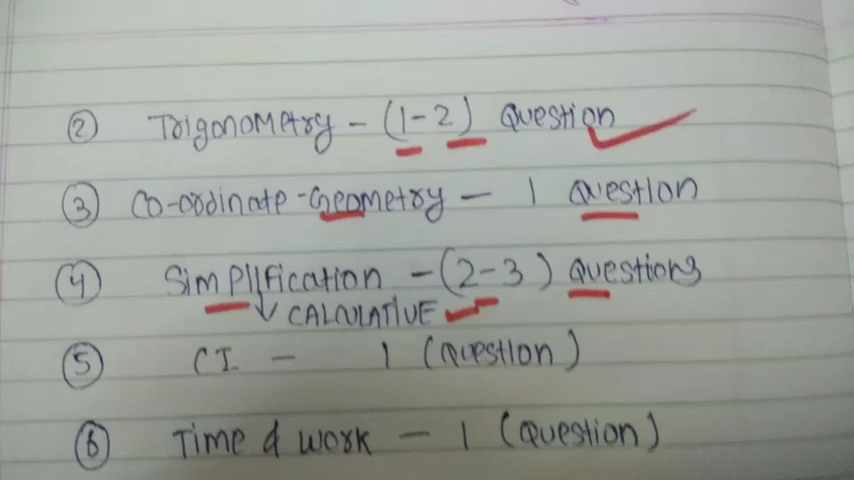 ② Trigonometry - (1-2) Question
③ Co-ordinate-Geometry - 1 Question
④ Simplification - (2-3) Questions
↓ CALCULATIVE
⑤ CI - 1 (Question)
⑥ Time & work - 1 (Question)